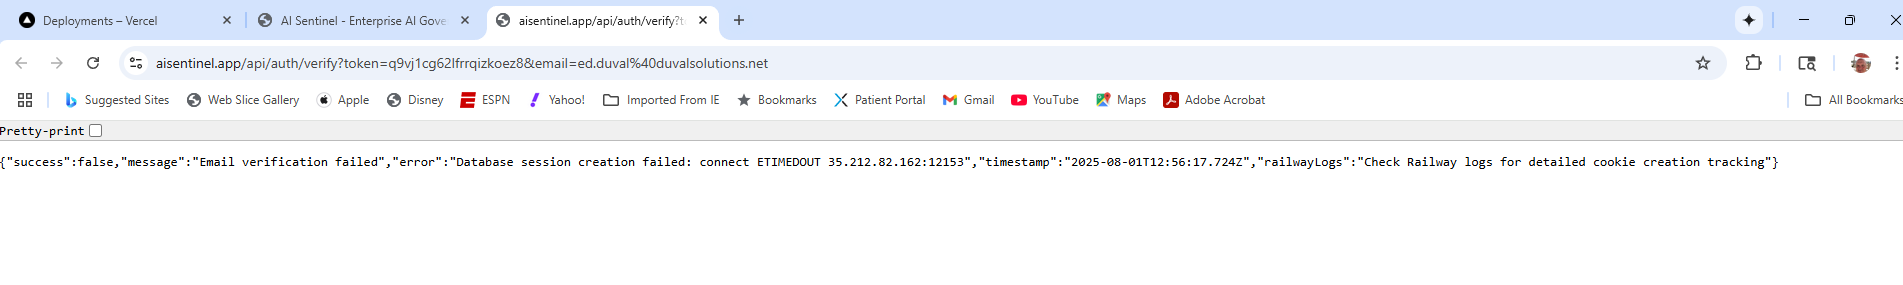 Deployments – Vercel
AI Sentinel - Enterprise AI Gove
aisentinel.app/api/auth/verify?t
aisentinel.app/api/auth/verify?token=q9vj1cg62lfrrqizkoez8&email=ed.duval%40duvalsolutions.net
Suggested Sites Web Slice Gallery Apple Disney ESPN Yahoo! Imported From IE Bookmarks Patient Portal Gmail YouTube Maps Adobe Acrobat All Bookmarks
Pretty-print
{"success":false,"message":"Email verification failed","error":"Database session creation failed: connect ETIMEDOUT 35.212.82.162:12153","timestamp":"2025-08-01T12:56:17.724Z","railwayLogs":"Check Railway logs for detailed cookie creation tracking"}